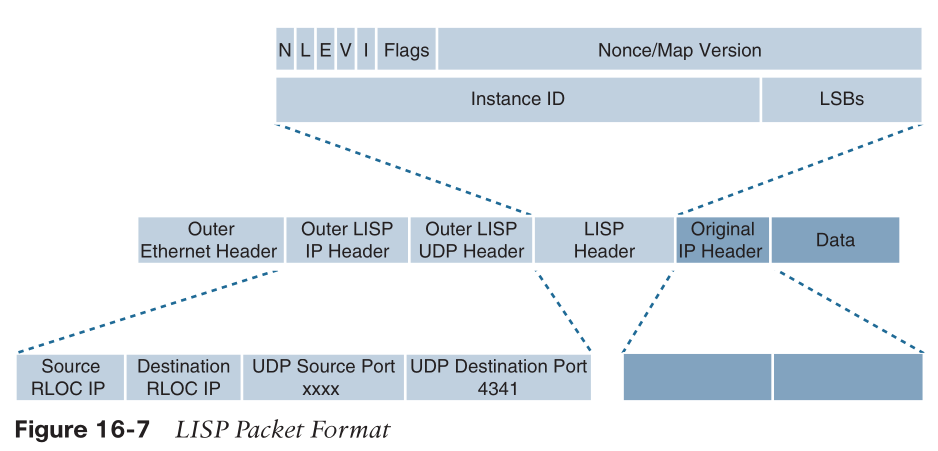 N L E V I Flags Nonce/Map Version
Instance ID LSBs
Outer Ethernet Header
Outer LISP IP Header
Outer LISP UDP Header
LISP Header
Original IP Header
Data
Source RLOC IP
Destination RLOC IP
UDP Source Port xxxx
UDP Destination Port 4341
Figure 16-7 LISP Packet Format